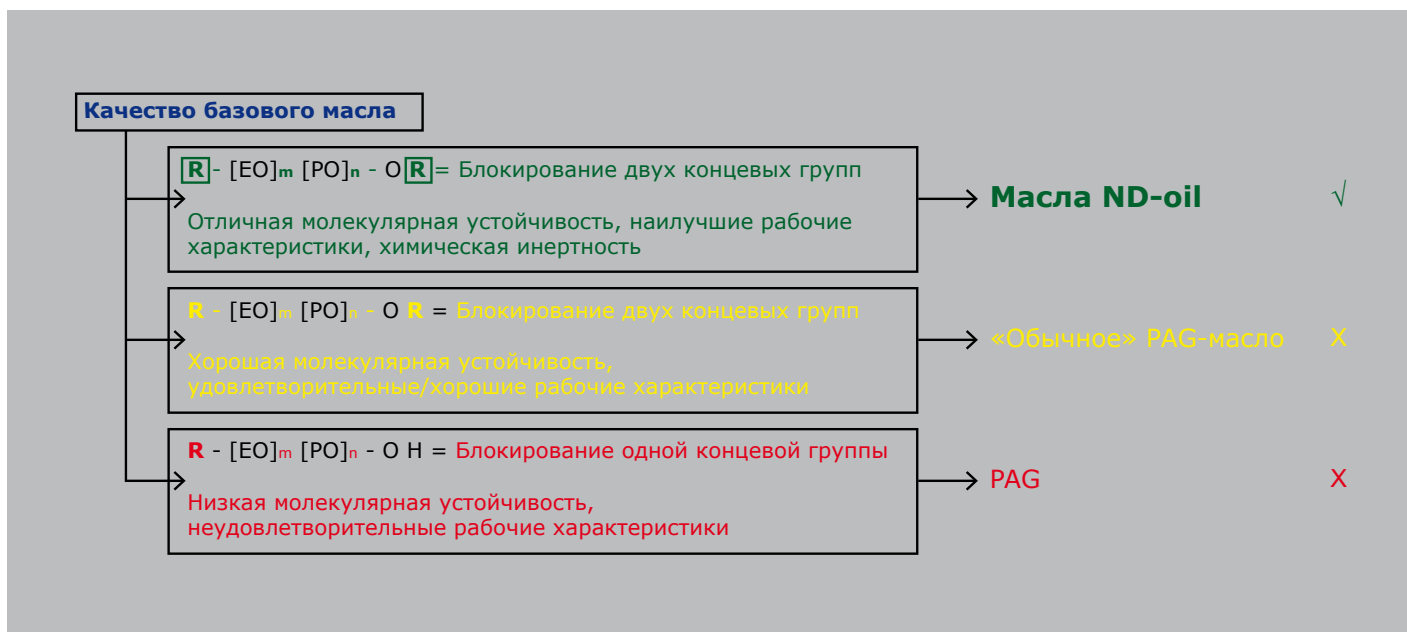 Качество базового масла
R - [EO]m [PO]n - O R = Блокирование двух концевых групп
Отличная молекулярная устойчивость, наилучшие рабочие
характеристики, химическая инертность
Масла ND-oil √
R - [EO]m [PO]n - O R = Блокирование двух концевых групп
Хорошая молекулярная устойчивость,
удовлетворительные/хорошие рабочие характеристики
«Обычное» PAG-масло X
R - [EO]m [PO]n - O H = Блокирование одной концевой группы
Низкая молекулярная устойчивость,
неудовлетворительные рабочие характеристики
PAG X